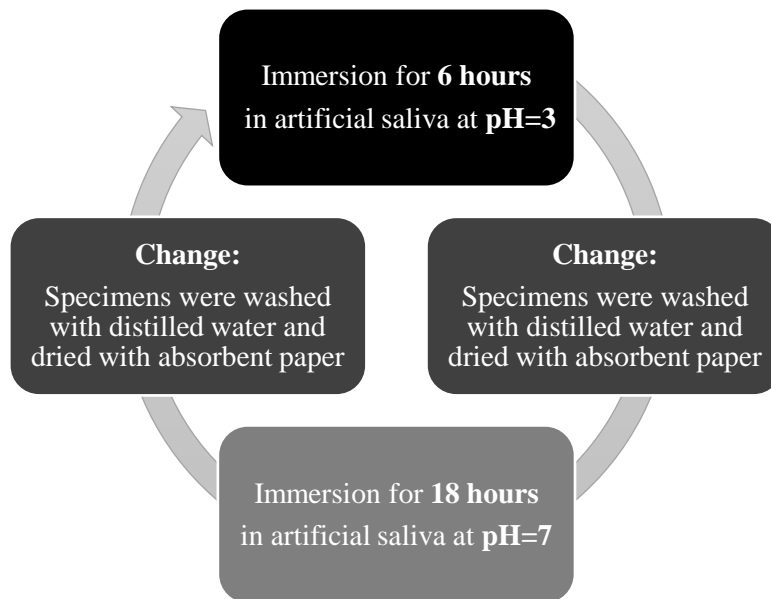 Immersion for 6 hours
in artificial saliva at pH=3
Change:
Specimens were washed
with distilled water and
dried with absorbent paper
Change:
Specimens were washed
with distilled water and
dried with absorbent paper
Immersion for 18 hours
in artificial saliva at pH=7